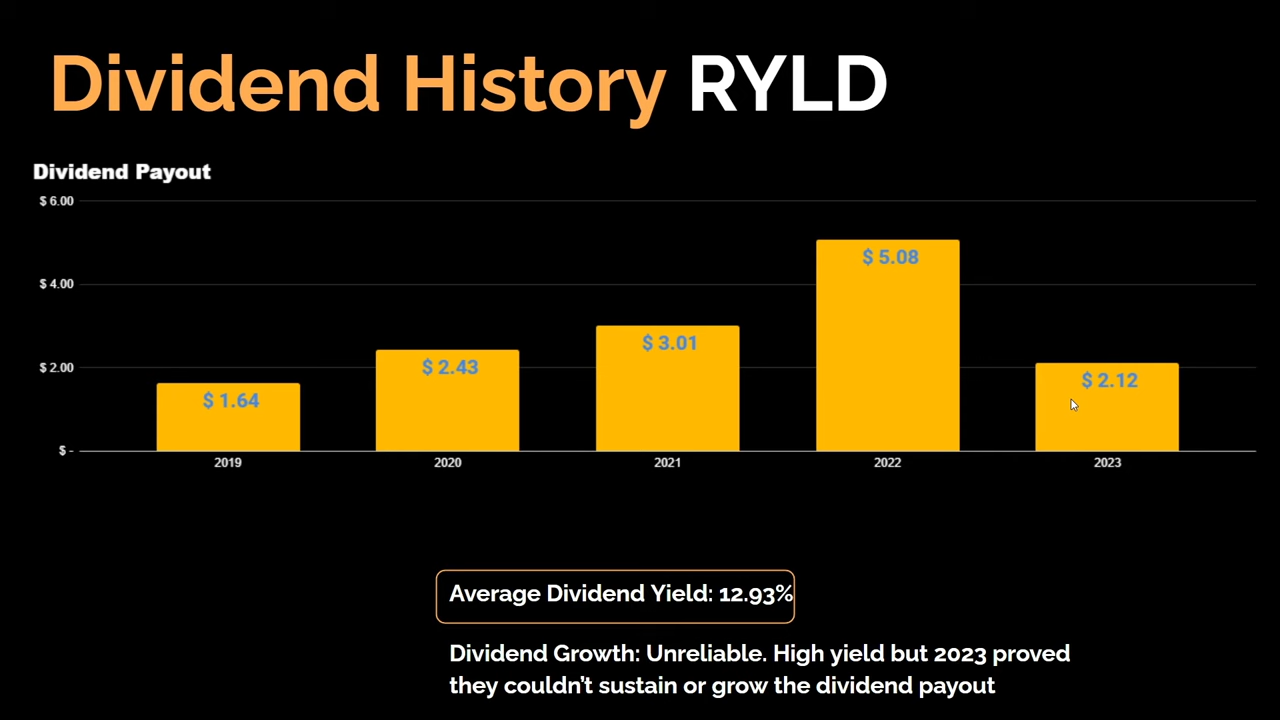 Dividend History RYLD
Dividend Payout
$ 6.00
$ 4.00
$ 2.00
$ -
$ 1.64
$ 2.43
$ 3.01
$ 5.08
$ 2.12
2019
2020
2021
2022
2023
Average Dividend Yield: 12.93%
Dividend Growth: Unreliable. High yield but 2023 proved
they couldn't sustain or grow the dividend payout